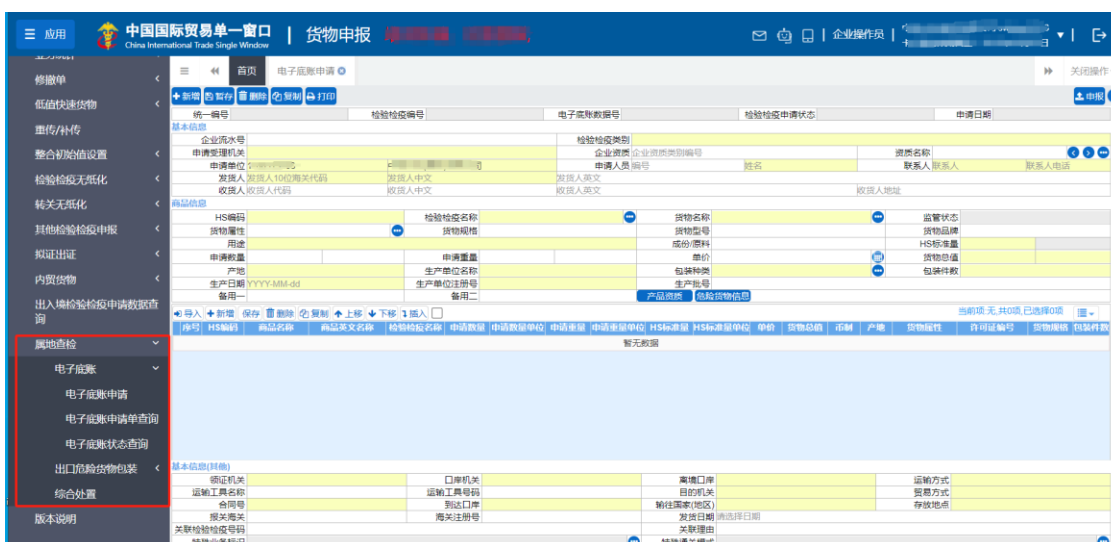 三 应用 中国国际贸易单一窗口 China International Trade Single Window | 货物申报 企业操作员
修撤单
低值快速货物
重传/补传
整合初始值设置
检验检疫无纸化
转关无纸化
其他检验检疫申报
拟证出证
内贸货物
出入境检验检疫申请数据查询
属地查检
电子底账
电子底账申请
电子底账申请单查询
电子底账状态查询
出口危险货物包装
综合处置
版本说明
首页 电子底账申请 关闭操作
新增 暂存 删除 复制 打印 申报
统一编号 检验检疫编号 电子底账数据号 检验检疫申请状态 申请日期
基本信息
企业流水号 检验检疫类别
申请受理机关 企业资质 企业资质类别编号 资质名称
申请单位 申请人员 编号 姓名 联系人 联系人 联系人电话
发货人 发货人10位海关代码 发货人中文 发货人英文
收货人 收货人代码 收货人中文 收货人英文 收货人地址
商品信息
HS编码 检验检疫名称 货物名称 监管状态
货物属性 货物规格 货物型号 货物品牌
用途 成份/原料 HS标准量
申请数量 申请重量 单价 货物总值
产地 生产单位名称 包装种类 包装件数
生产日期 YYYY-MM-dd 生产单位注册号 生产批号
备用一 备用二 产品资质 危险货物信息
导入 新增 保存 删除 复制 上移 下移 插入 当前项:无,共0项,已选择0项
序号 HS编码 商品名称 商品英文名称 检验检疫名称 申请数量 申请数量单位 申请重量 申请重量单位 HS标准量 HS标准量单位 单价 货物总值 币制 产地 货物属性 许可证编号 货物规格 包装件数
暂无数据
基本信息(其他)
领证机关 口岸机关 离境口岸 运输方式
运输工具名称 运输工具号码 目的机关 贸易方式
合同号 到达口岸 输往国家(地区) 存放地点
报关海关 海关注册号 发货日期 请选择日期
关联检验检疫号码 关联理由
特殊业务标识 特殊通关模式